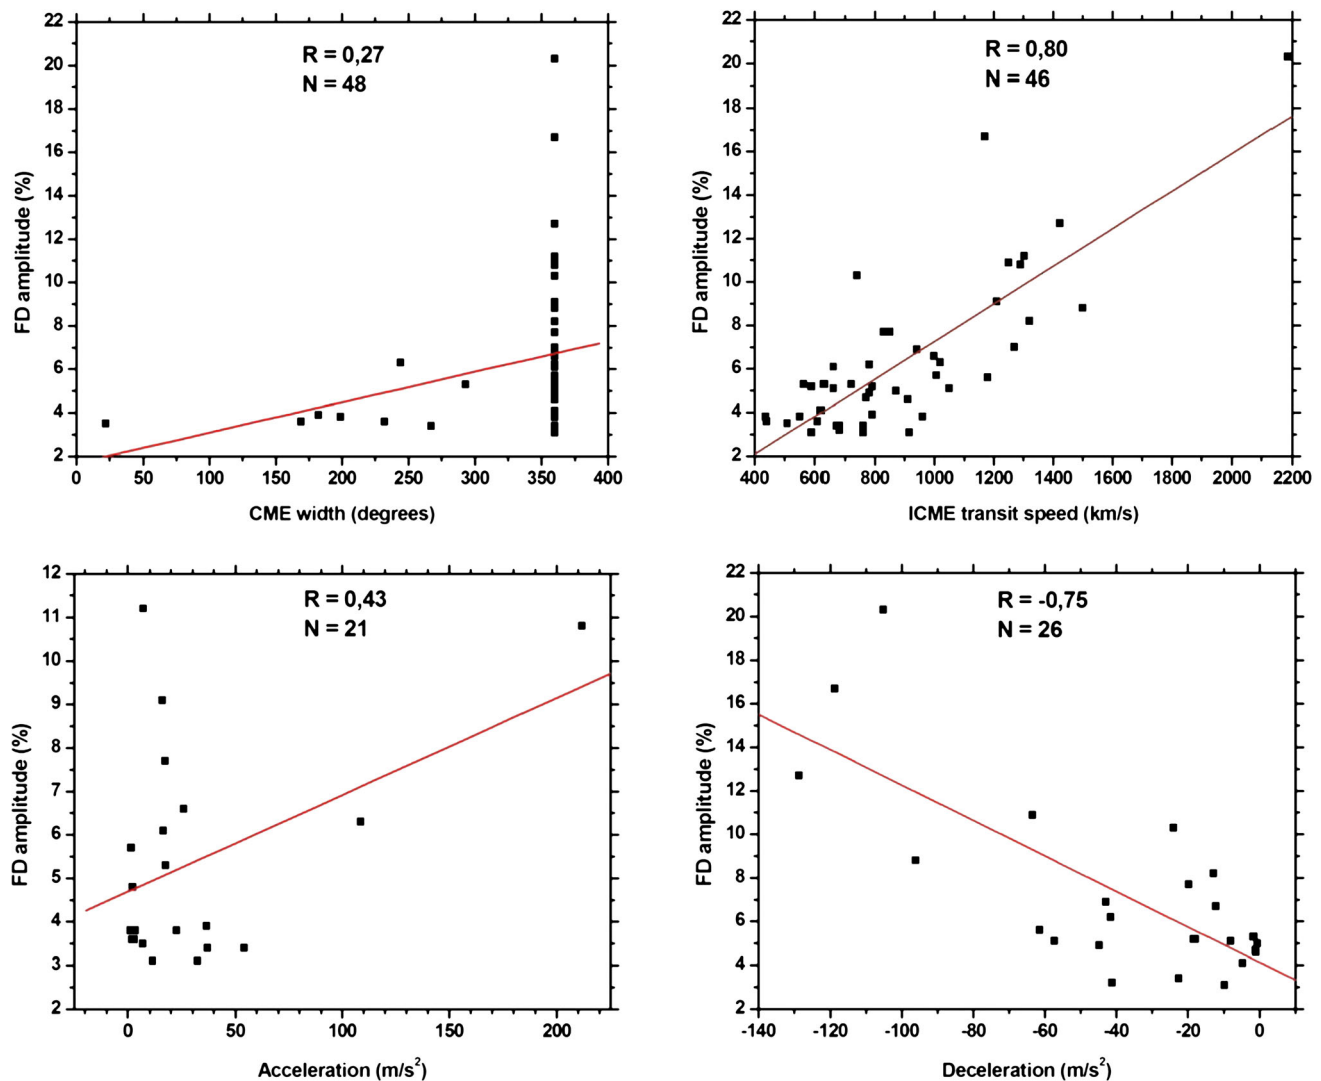 R = 0,27
N = 48
FD amplitude (%)
22
20
18
16
14
12
10
8
6
4
2
0 50 100 150 200 250 300 350 400
CME width (degrees)
R = 0,80
N = 46
FD amplitude (%)
22
20
18
16
14
12
10
8
6
4
2
400 600 800 1000 1200 1400 1600 1800 2000 2200
ICME transit speed (km/s)
R = 0,43
N = 21
FD amplitude (%)
12
11
10
9
8
7
6
5
4
3
2
0 50 100 150 200
Acceleration (m/s²)
R = -0,75
N = 26
FD amplitude (%)
22
20
18
16
14
12
10
8
6
4
2
-140 -120 -100 -80 -60 -40 -20 0
Deceleration (m/s²)